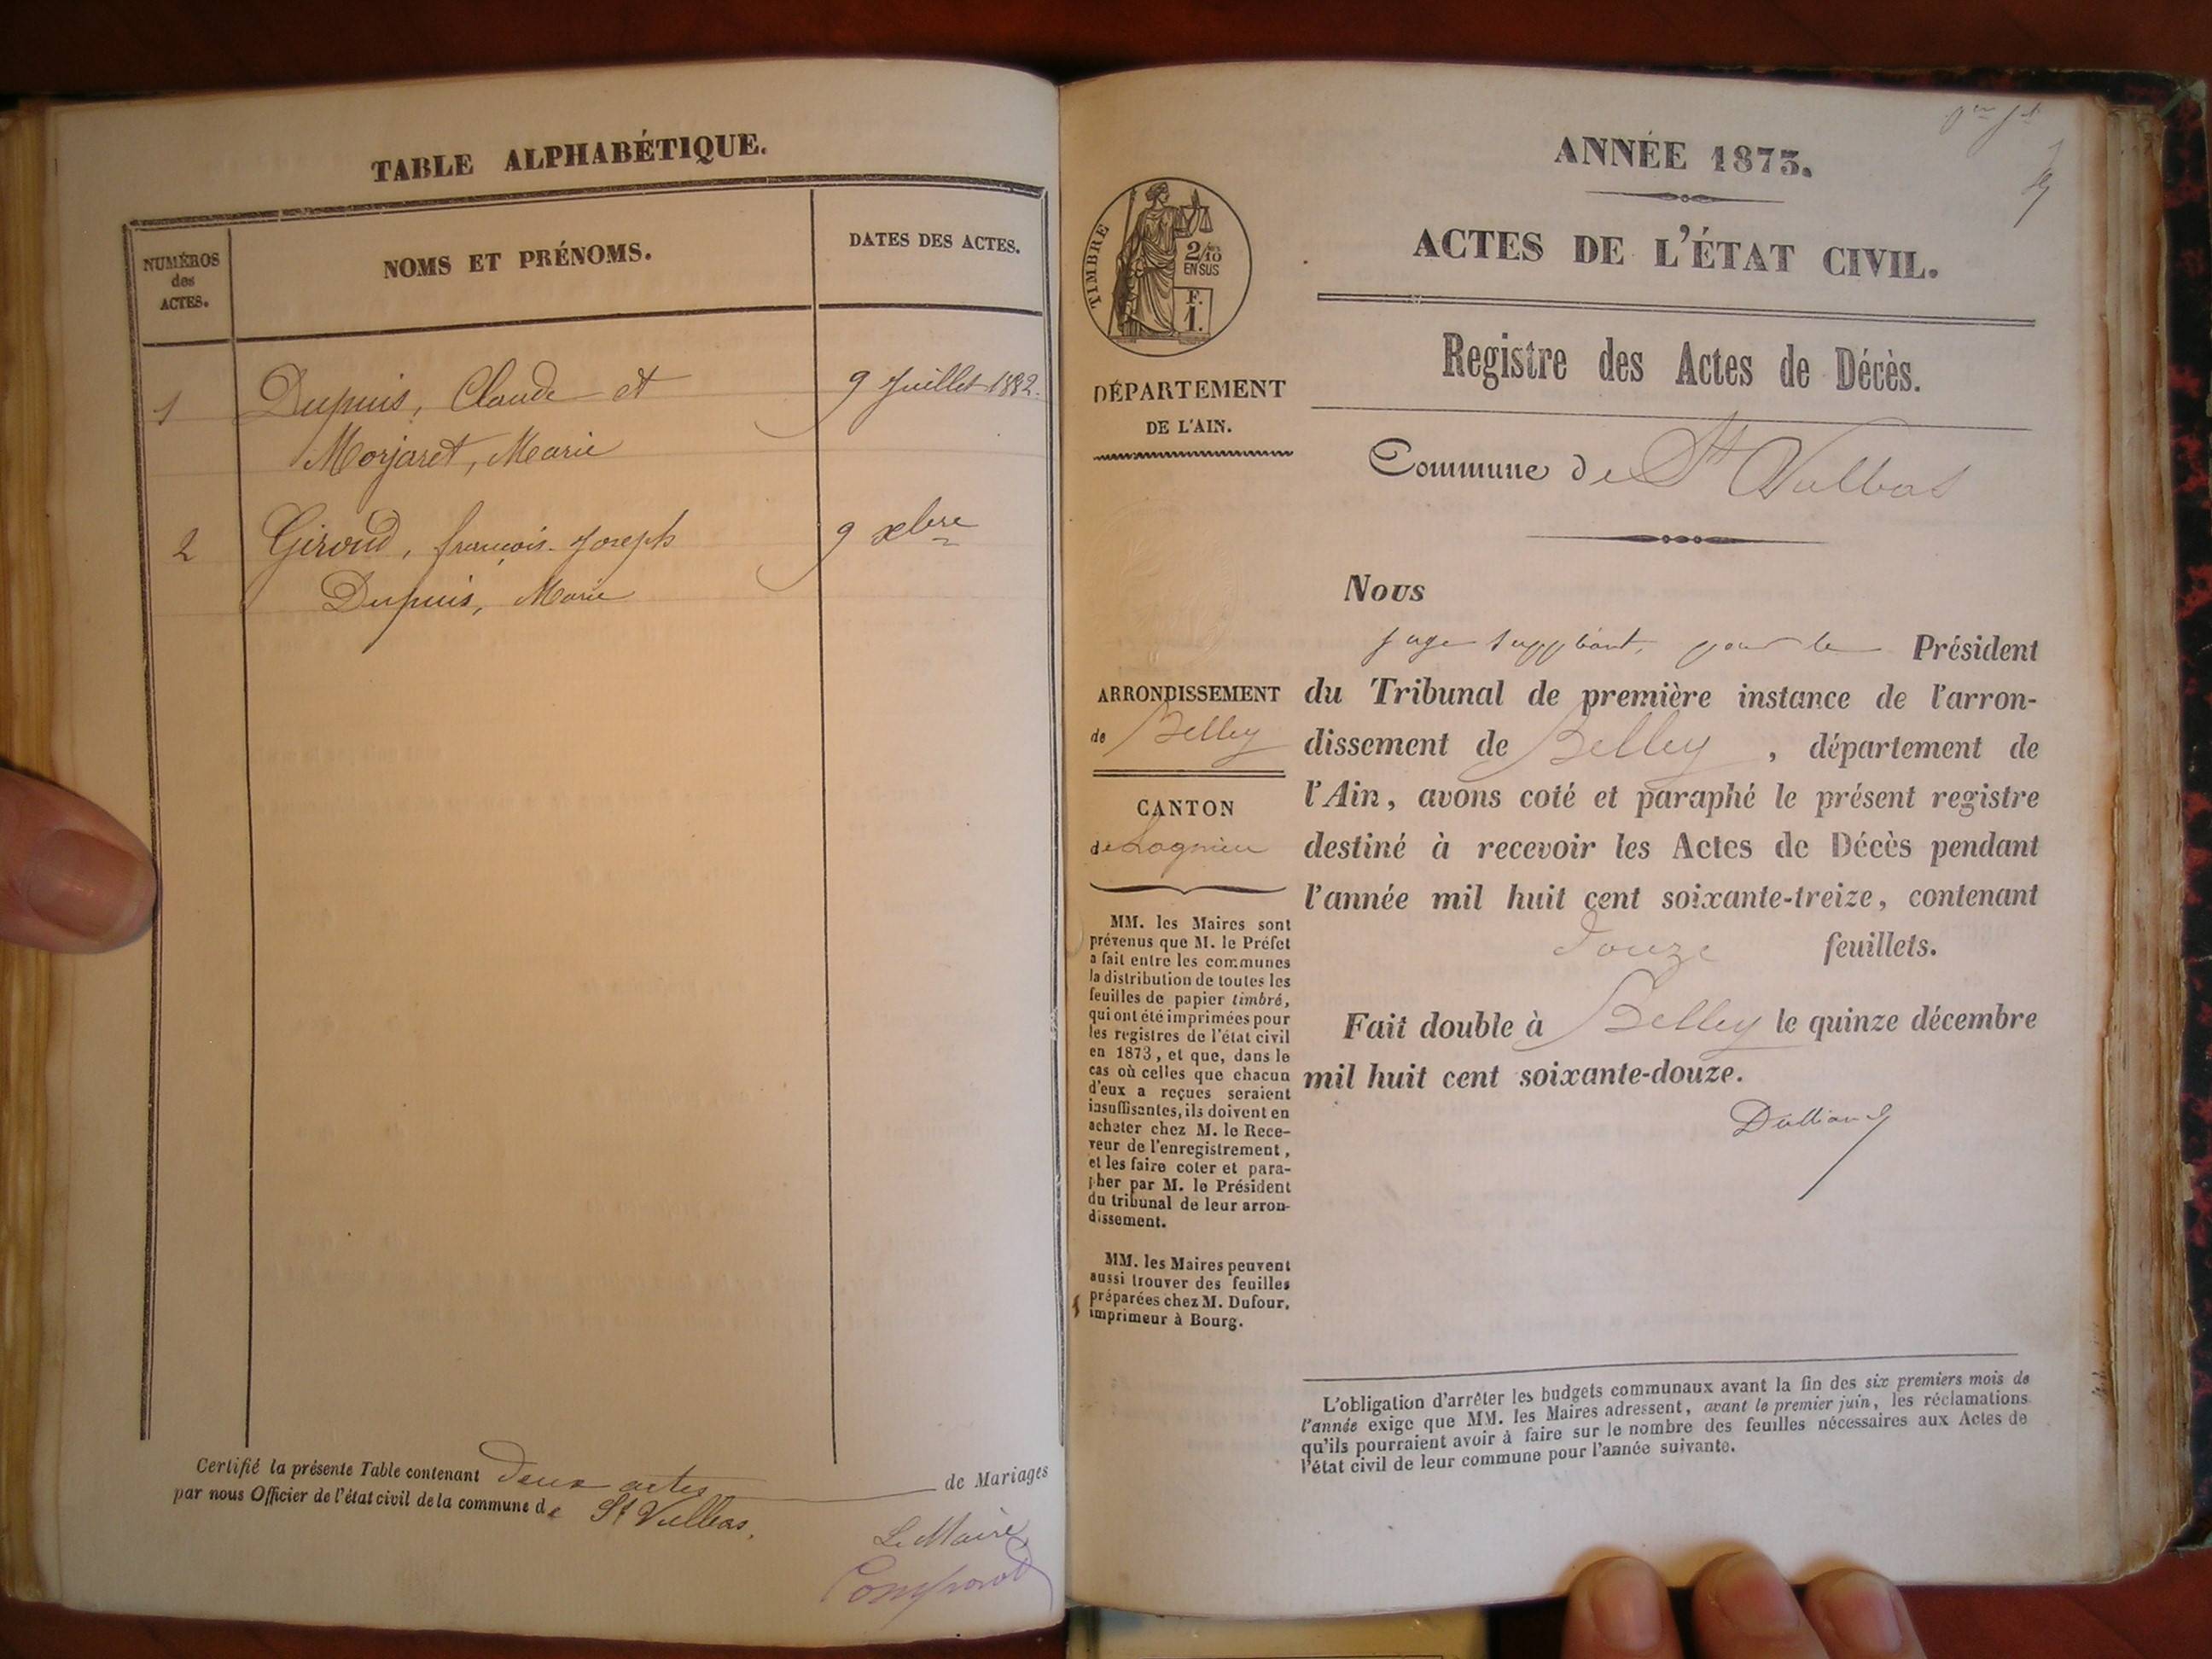 TABLE ALPHABÉTIQUE.
NUMÉROS
des
ACTES.
NOMS ET PRÉNOMS.
DATES DES ACTES.
1 Dupuis, Claude et 9 Juillet 1882.
Morjaret, Marie
2 Giroud, françois-Joseph 9 xbre
Dupuis, Marie
Certifié la présente Table contenant deux actes de Mariages
par nous Officier de l'état civil de la commune de St Vulbas.
Le Maire
ANNÉE 1873.
ACTES DE L'ÉTAT CIVIL.
TIMBRE
2/10
EN SUS
F.
1.
Registre des Actes de Décès.
DÉPARTEMENT
DE L'AIN.
Commune de St Vulbas
Nous
juge suppléant, pour le Président
du Tribunal de première instance de l'arron-
dissement de Belley, département de
l'Ain, avons coté et paraphé le présent registre
destiné à recevoir les Actes de Décès pendant
l'année mil huit cent soixante-treize, contenant
douze feuillets.
Fait double à Belley le quinze décembre
mil huit cent soixante-douze.
ARRONDISSEMENT
de Belley
CANTON
de Lagnieu
MM. les Maires sont
prévenus que M. le Préfet
a fait entre les communes
la distribution de toutes les
feuilles de papier timbré,
qui ont été imprimées pour
les registres de l'état civil
en 1873, et que, dans le
cas où celles que chacun
d'eux a reçues seraient
insuffisantes, ils doivent en
acheter chez M. le Rece-
veur de l'enregistrement,
et les faire coter et para-
pher par M. le Président
du tribunal de leur arron-
dissement.
MM. les Maires peuvent
aussi trouver des feuilles
préparées chez M. Dufour,
imprimeur à Bourg.
L'obligation d'arrêter les budgets communaux avant la fin des six premiers mois de
l'année exige que MM. les Maires adressent, avant le premier juin, les réclamations
qu'ils pourraient avoir à faire sur le nombre des feuilles nécessaires aux Actes de
l'état civil de leur commune pour l'année suivante.